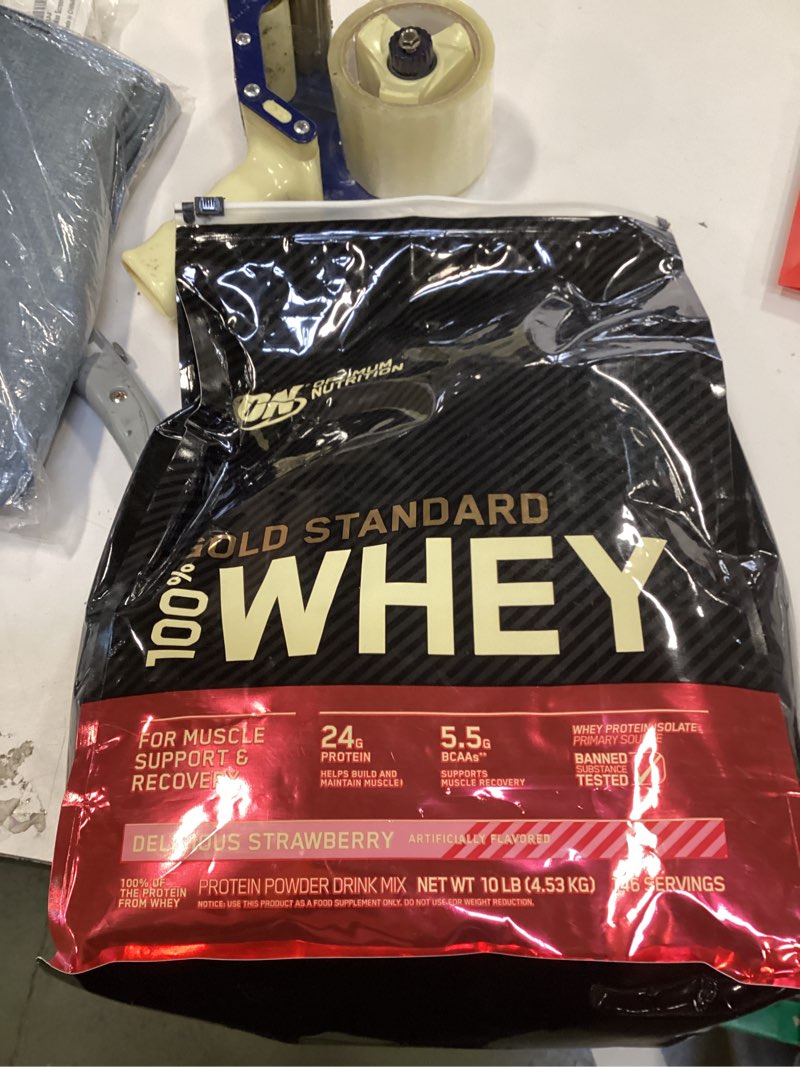 ON OPTIMUM
NUTRITION
GOLD STANDARD
100% WHEY
FOR MUSCLE
SUPPORT &
RECOVERY
24G
PROTEIN
HELPS BUILD AND
MAINTAIN MUSCLE
5.5G
BCAAs**
SUPPORTS
MUSCLE RECOVERY
WHEY PROTEIN ISOLATE
PRIMARY SOURCE
BANNED
SUBSTANCE
TESTED
DELICIOUS STRAWBERRY ARTIFICIALLY FLAVORED
100% OF
THE PROTEIN
FROM WHEY
PROTEIN POWDER DRINK MIX NET WT 10 LB (4.53 KG) 146 SERVINGS
NOTICE: USE THIS PRODUCT AS A FOOD SUPPLEMENT ONLY. DO NOT USE FOR WEIGHT REDUCTION.